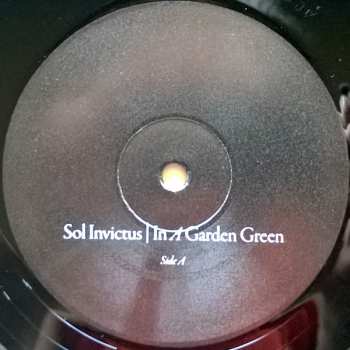 Sol Invictus | In A Garden Green
Side A